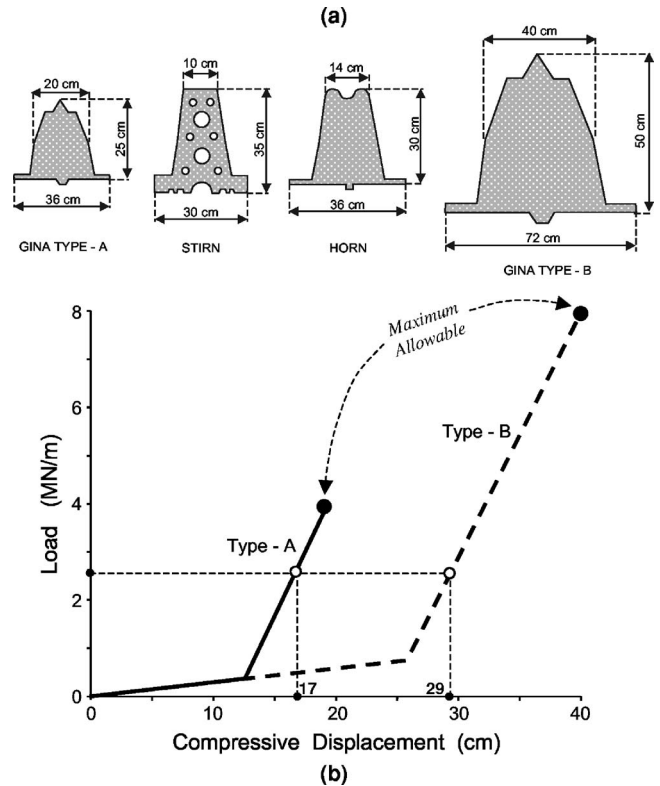 (a)
20 cm
25 cm
36 cm
GINA TYPE - A
10 cm
35 cm
30 cm
STIRN
14 cm
30 cm
36 cm
HORN
40 cm
50 cm
72 cm
GINA TYPE - B
Load (MN/m)
8
6
4
2
0
Maximum
Allowable
Type - B
Type - A
17
29
0
10
20
30
40
Compressive Displacement (cm)
(b)